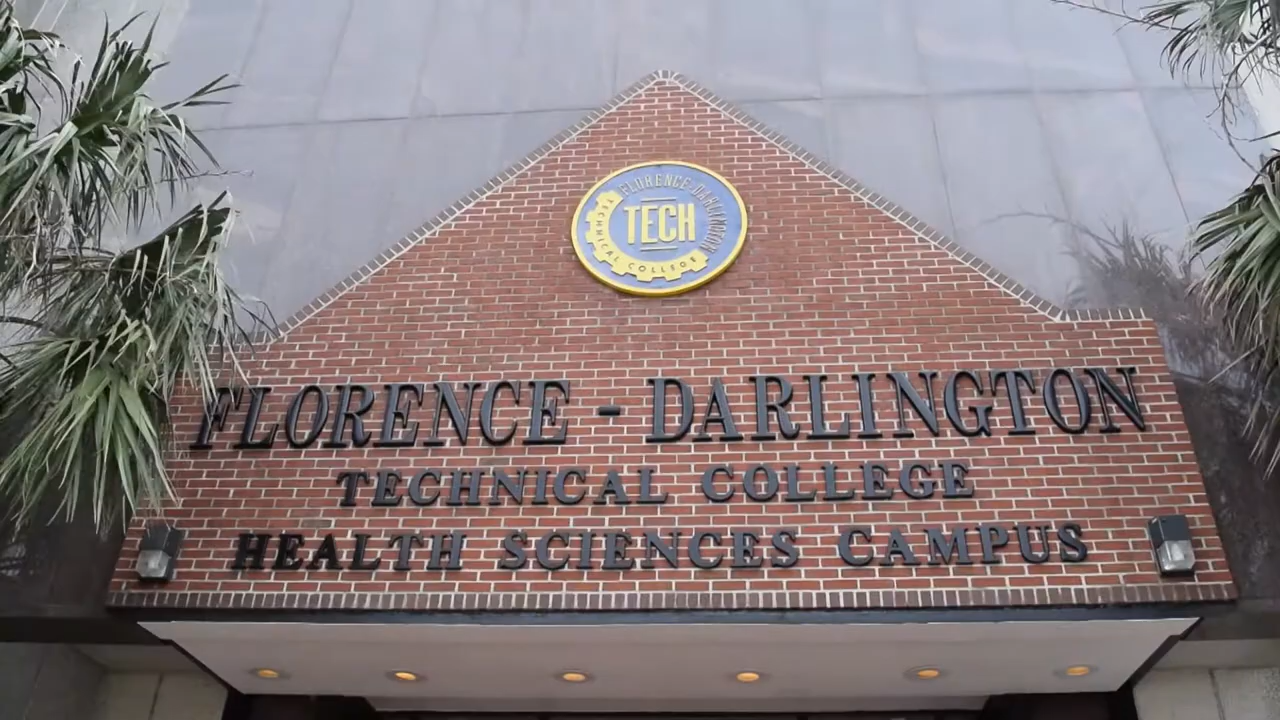 FLORENCE-DARLINGTON
TECH
TECHNICAL COLLEGE
FLORENCE - DARLINGTON
TECHNICAL COLLEGE
HEALTH SCIENCES CAMPUS